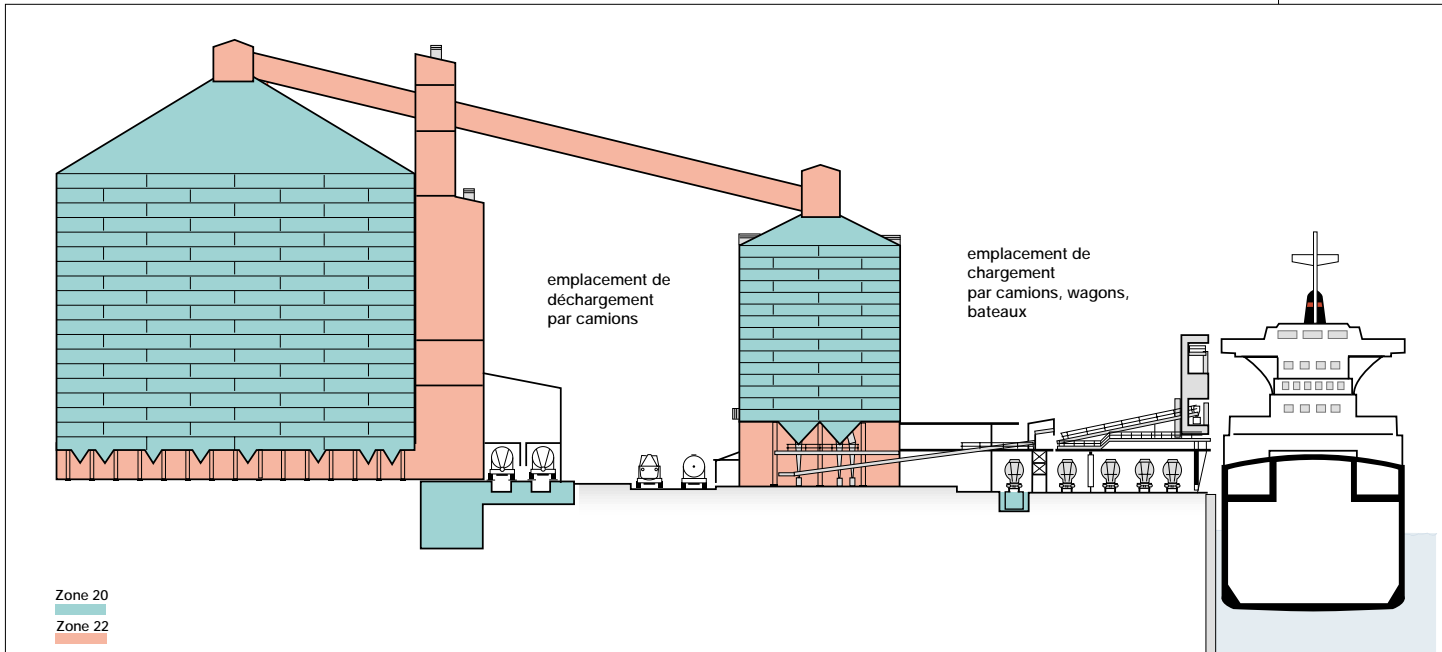 emplacement de
déchargement
par camions
emplacement de
chargement
par camions, wagons,
bateaux
Zone 20
Zone 22